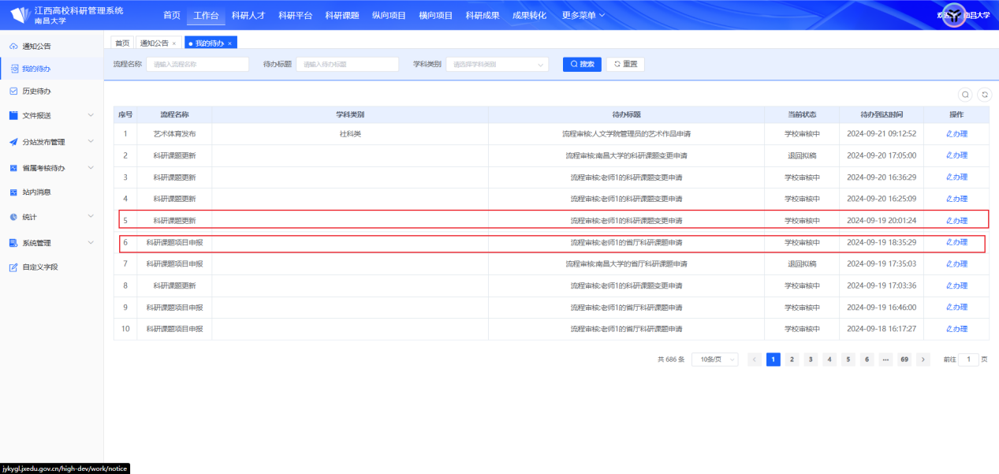 江西高校科研管理系统
南昌大学
首页 工作台 科研人才 科研平台 科研课题 纵向项目 横向项目 科研成果 成果转化 更多菜单
南昌大学
通知公告
我的待办
历史待办
文件报送
分站发布管理
省属考核待办
站内消息
统计
系统管理
自定义字段
首页 通知公告 × 我的待办 ×
流程名称 请输入流程名称 待办标题 请输入待办标题 学科类别 请选择学科类别 搜索 重置
序号 流程名称 学科类别 待办标题 当前状态 待办到达时间 操作
1 艺术体育发布 社科类 流程审核:人文学院管理员的艺术作品申请 学校审核中 2024-09-21 09:12:52 办理
2 科研课题更新 流程审核:南昌大学的科研课题变更申请 退回拟稿 2024-09-20 17:05:00 办理
3 科研课题更新 流程审核:老师1的科研课题变更申请 学校审核中 2024-09-20 16:36:29 办理
4 科研课题更新 流程审核:老师1的科研课题变更申请 学校审核中 2024-09-20 16:25:09 办理
5 科研课题更新 流程审核:老师1的科研课题变更申请 学校审核中 2024-09-19 20:01:24 办理
6 科研课题项目申报 流程审核:老师1的省厅科研课题申请 学校审核中 2024-09-19 18:35:29 办理
7 科研课题项目申报 流程审核:南昌大学的省厅科研课题申请 退回拟稿 2024-09-19 17:35:03 办理
8 科研课题更新 流程审核:老师1的科研课题变更申请 学校审核中 2024-09-19 17:03:36 办理
9 科研课题项目申报 流程审核:老师1的省厅科研课题申请 学校审核中 2024-09-19 16:46:00 办理
10 科研课题项目申报 流程审核:老师1的省厅科研课题申请 学校审核中 2024-09-18 16:17:27 办理
共 686 条 10条/页 1 2 3 4 5 6 ... 69 前往 1 页
jykygl.jxedu.gov.cn/high-dev/work/notice